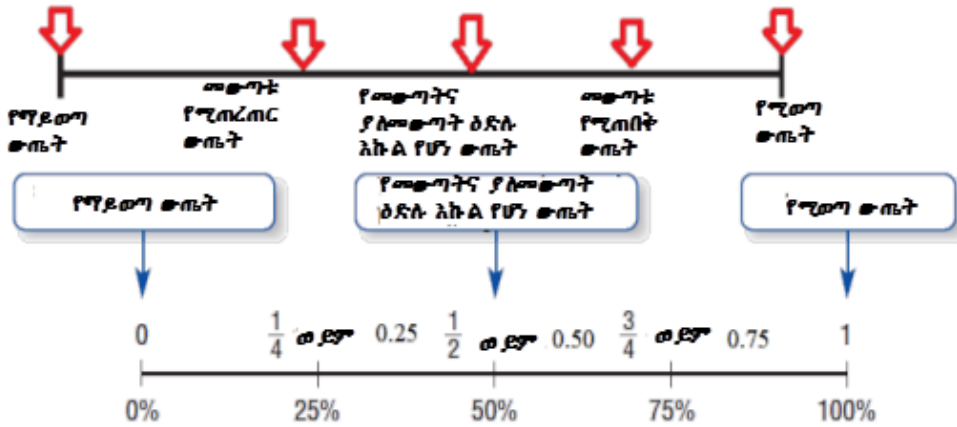 የማይወጣ
ውጤት
መውጣቱ
የሚጠረጠር
ውጤት
የመውጣትና
ያለመውጣት ዕድሉ
እኩል የሆነ ውጤት
መውጣቱ
የሚጠበቅ
ውጤት
የሚወጣ
ውጤት
የማይወጣ ውጤት
የመውጣትና ያለመውጣት
ዕድሉ እኩል የሆነ ውጤት
የሚወጣ ውጤት
0 1/4 ወይም 0.25 1/2 ወይም 0.50 3/4 ወይም 0.75 1
0% 25% 50% 75% 100%